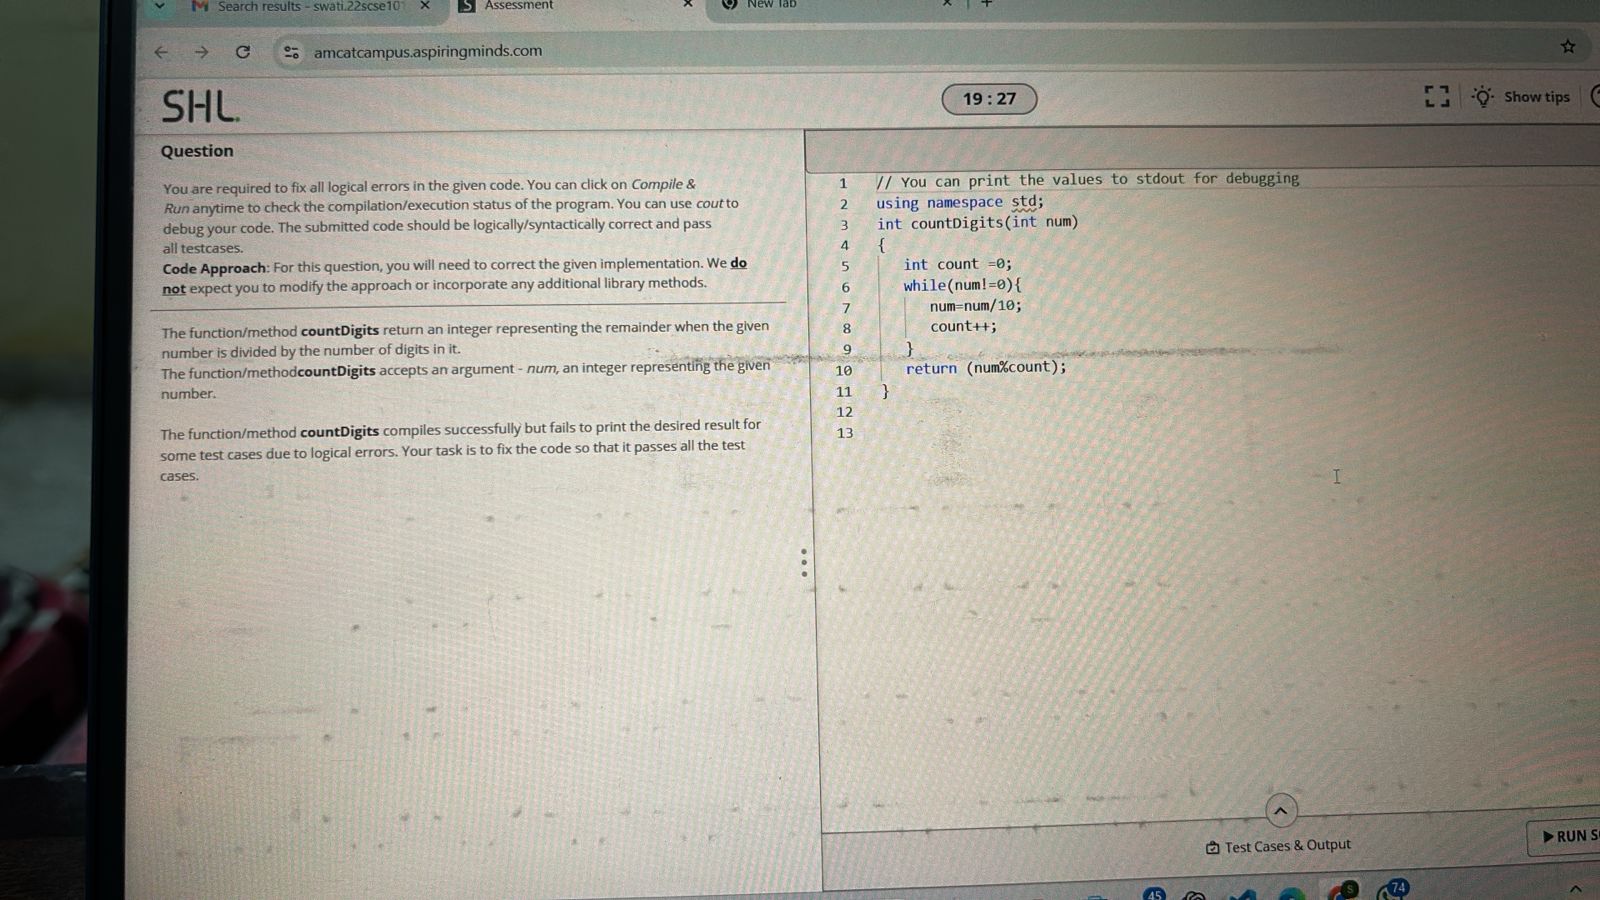 Search results - swati.22scse10
Assessment
New Tab
amcatcampus.aspiringminds.com
SHL.
19 : 27
Show tips
Question
You are required to fix all logical errors in the given code. You can click on Compile &
Run anytime to check the compilation/execution status of the program. You can use cout to
debug your code. The submitted code should be logically/syntactically correct and pass
all testcases.
Code Approach: For this question, you will need to correct the given implementation. We do
not expect you to modify the approach or incorporate any additional library methods.
The function/method countDigits return an integer representing the remainder when the given
number is divided by the number of digits in it.
The function/methodcountDigits accepts an argument - num, an integer representing the given
number.
The function/method countDigits compiles successfully but fails to print the desired result for
some test cases due to logical errors. Your task is to fix the code so that it passes all the test
cases.
1 // You can print the values to stdout for debugging
2 using namespace std;
3 int countDigits(int num)
4 {
5 int count =0;
6 while(num!=0){
7 num=num/10;
8 count++;
9 }
10 return (num%count);
11 }
12
13
Test Cases & Output
RUN S
45
S
74